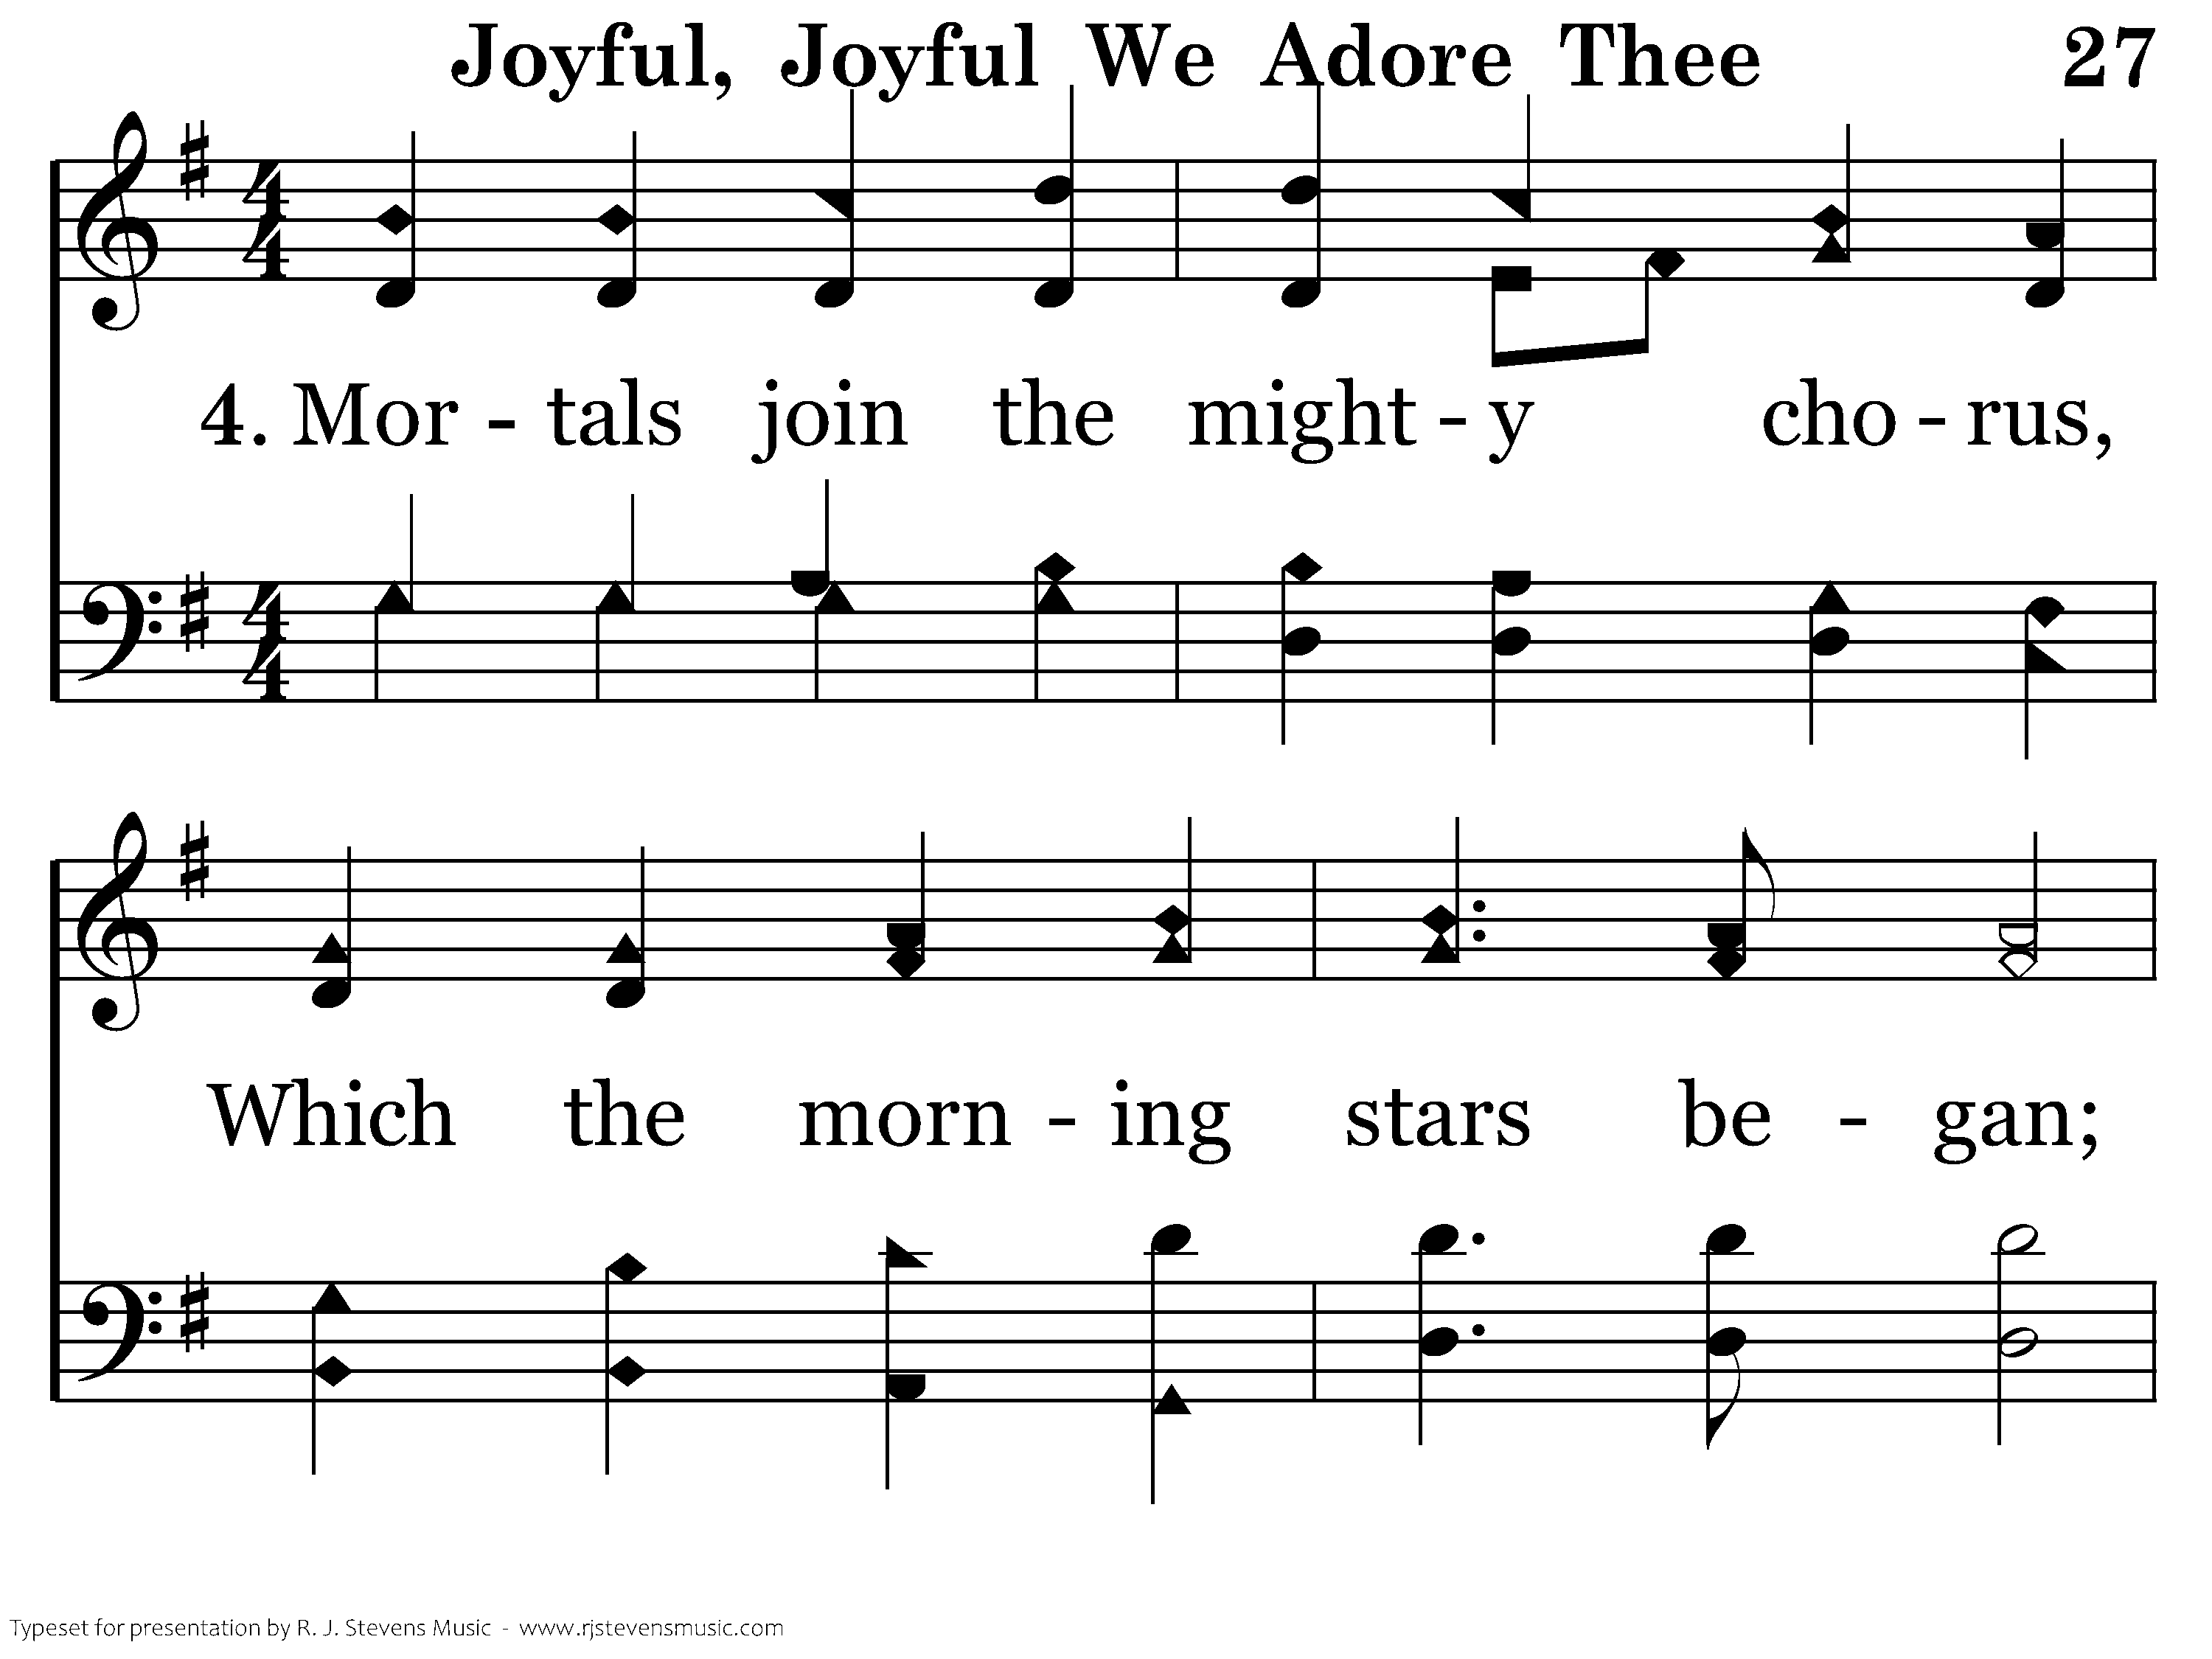 Joyful, Joyful We Adore Thee 27
4. Mor - tals join the might - y cho - rus,
Which the morn - ing stars be - gan;
Typeset for presentation by R. J. Stevens Music - www.rjstevensmusic.com